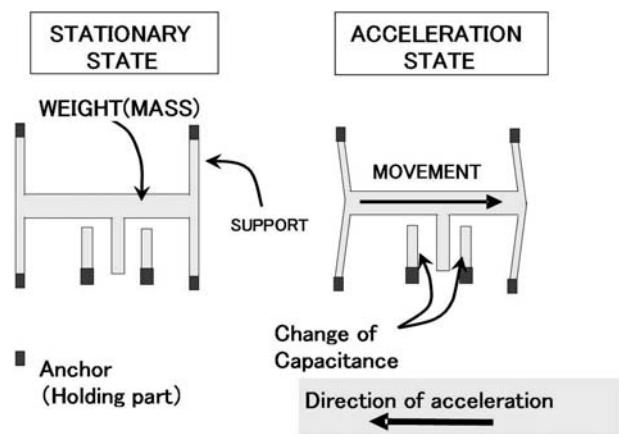 STATIONARY
STATE
WEIGHT(MASS)
SUPPORT
Anchor
(Holding part)
ACCELERATION
STATE
MOVEMENT
Change of
Capacitance
Direction of acceleration